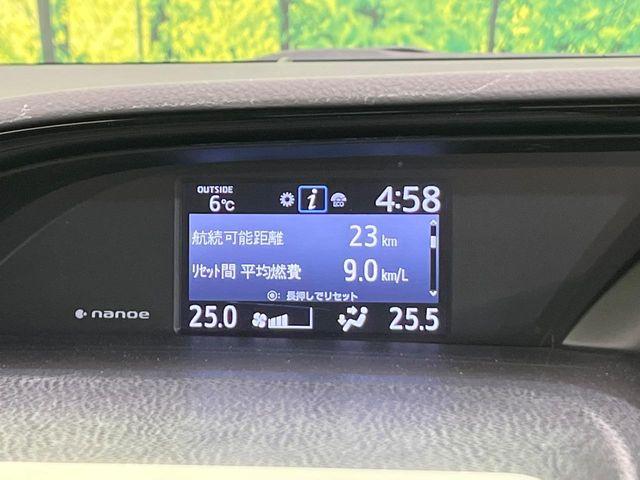 OUTSIDE
6℃
i
ECO
4:58
航続可能距離 23 km
ﾘｾｯﾄ間 平均燃費 9.0 km/L
: 長押しでリセット
25.0
25.5
nanoe